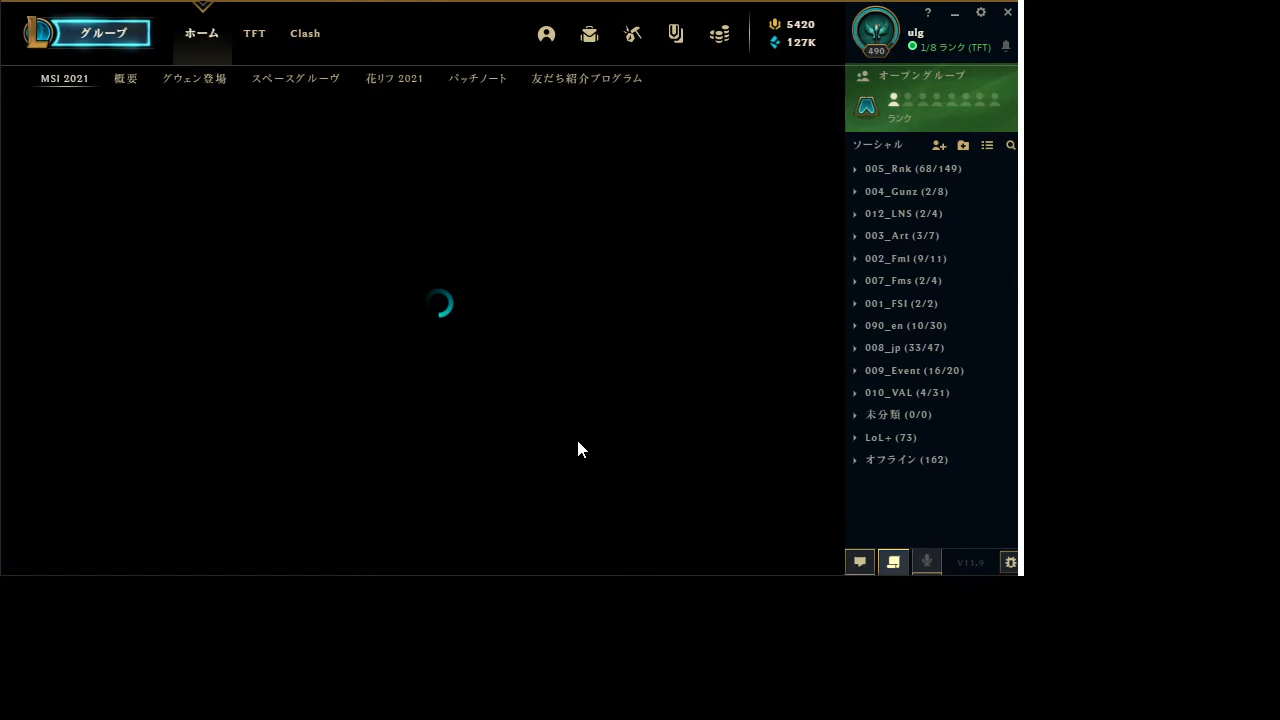 グループ
ホーム
TFT
Clash
5420
127K
?
490
ulg
1/8 ランク (TFT)
MSI 2021
概要
グウェン登場
スペースグルーヴ
花リフ 2021
パッチノート
友だち紹介プログラム
オープングループ
ランク
ソーシャル
005_Rnk (68/149)
004_Gunz (2/8)
012_LNS (2/4)
003_Art (3/7)
002_Fml (9/11)
007_Fms (2/4)
001_FSI (2/2)
090_en (10/30)
008_jp (33/47)
009_Event (16/20)
010_VAL (4/31)
未分類 (0/0)
LoL+ (73)
オフライン (162)
V11.9